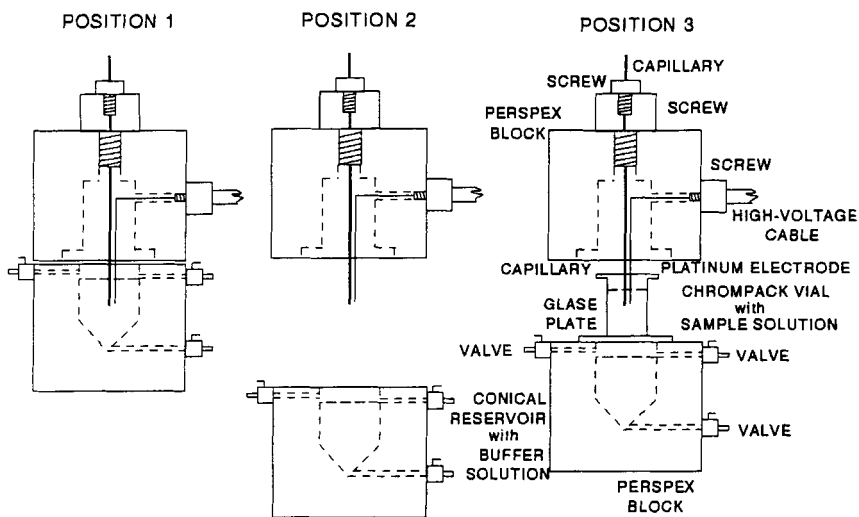 POSITION 1
POSITION 2
POSITION 3
CAPILLARY
SCREW
SCREW
PERSPEX
BLOCK
SCREW
HIGH-VOLTAGE
CABLE
CAPILLARY
PLATINUM ELECTRODE
GLASE
PLATE
CHROMPACK VIAL
with
SAMPLE SOLUTION
VALVE
VALVE
CONICAL
RESERVOIR
with
BUFFER
SOLUTION
VALVE
PERSPEX
BLOCK